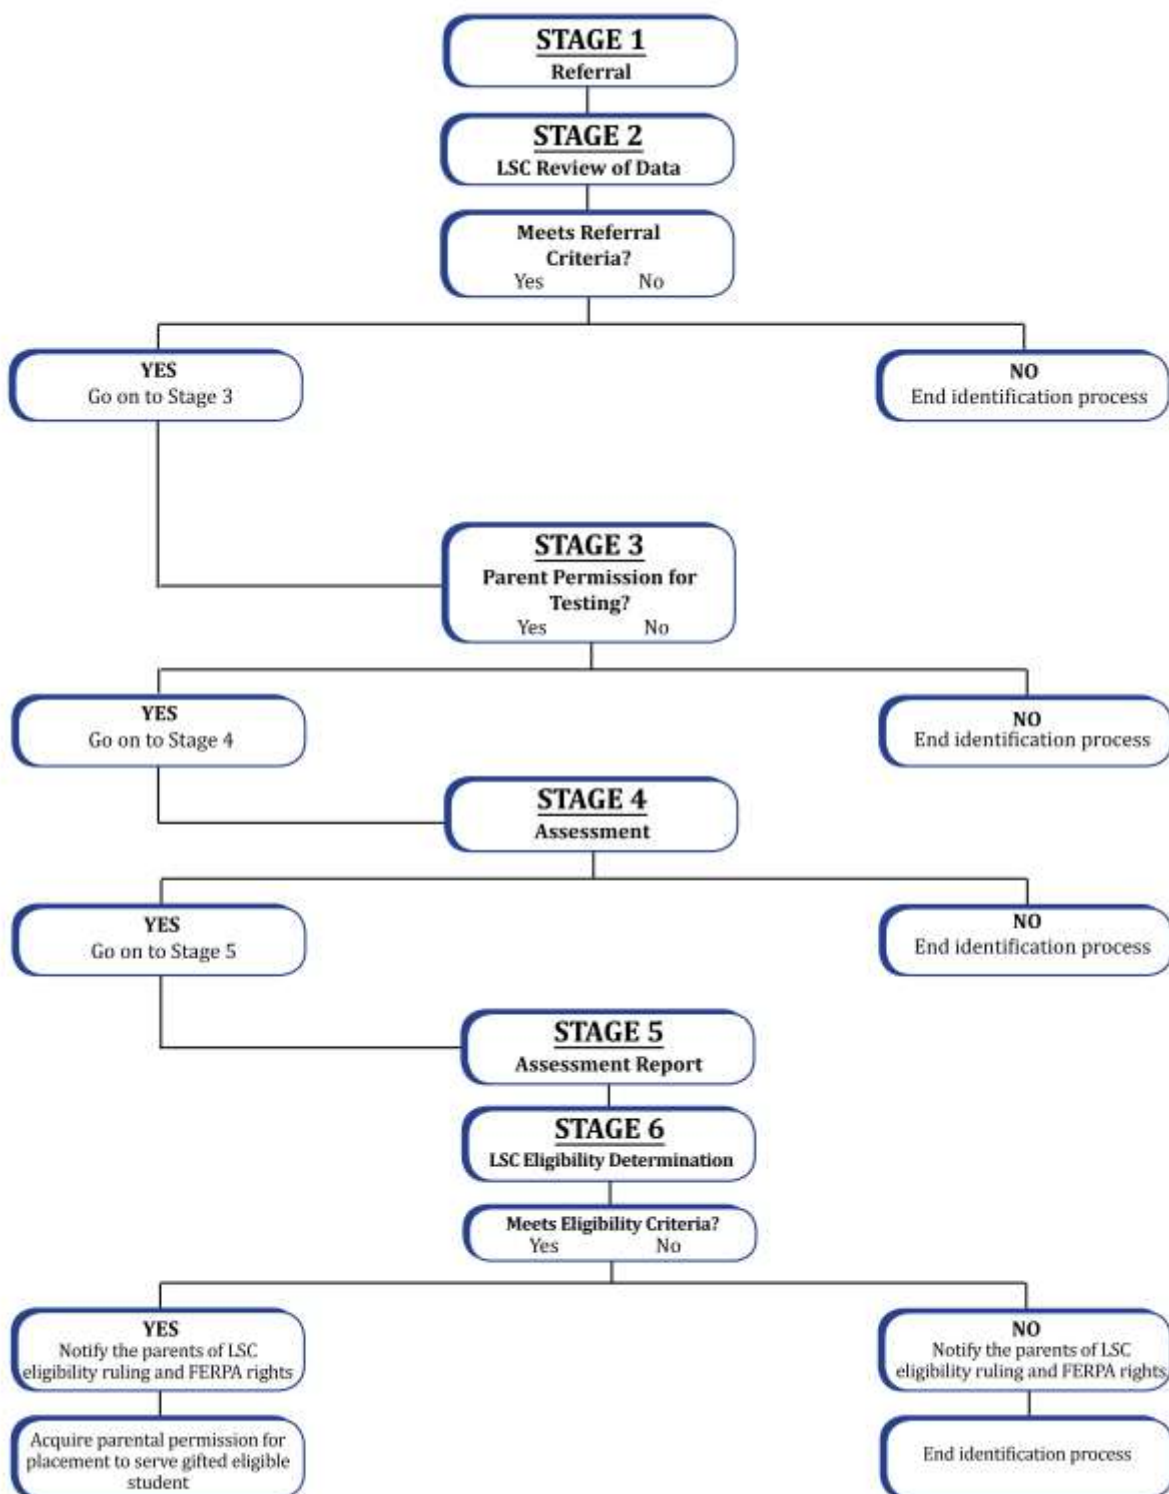 STAGE 1
Referral
STAGE 2
LSC Review of Data
Meets Referral
Criteria?
Yes No
YES
Go on to Stage 3
NO
End identification process
STAGE 3
Parent Permission for
Testing?
Yes No
YES
Go on to Stage 4
NO
End identification process
STAGE 4
Assessment
YES
Go on to Stage 5
NO
End identification process
STAGE 5
Assessment Report
STAGE 6
LSC Eligibility Determination
Meets Eligibility Criteria?
Yes No
YES
Notify the parents of LSC
eligibility ruling and FERPA rights
NO
Notify the parents of LSC
eligibility ruling and FERPA rights
Acquire parental permission for
placement to serve gifted eligible
student
End identification process